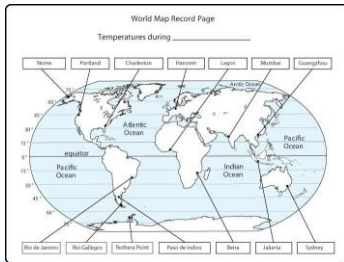 World Map Record Page
Temperatures during
Nome Portland Charleston Hanover Lagos Mumbai Guangzhou
Arctic Ocean
Atlantic
Ocean
Pacific
Ocean
equator
Pacific
Ocean
Indian
Ocean
Rio de Janeiro Rio Gallegos Rothera Point Paso de Indios Beira Jakarta Sydney